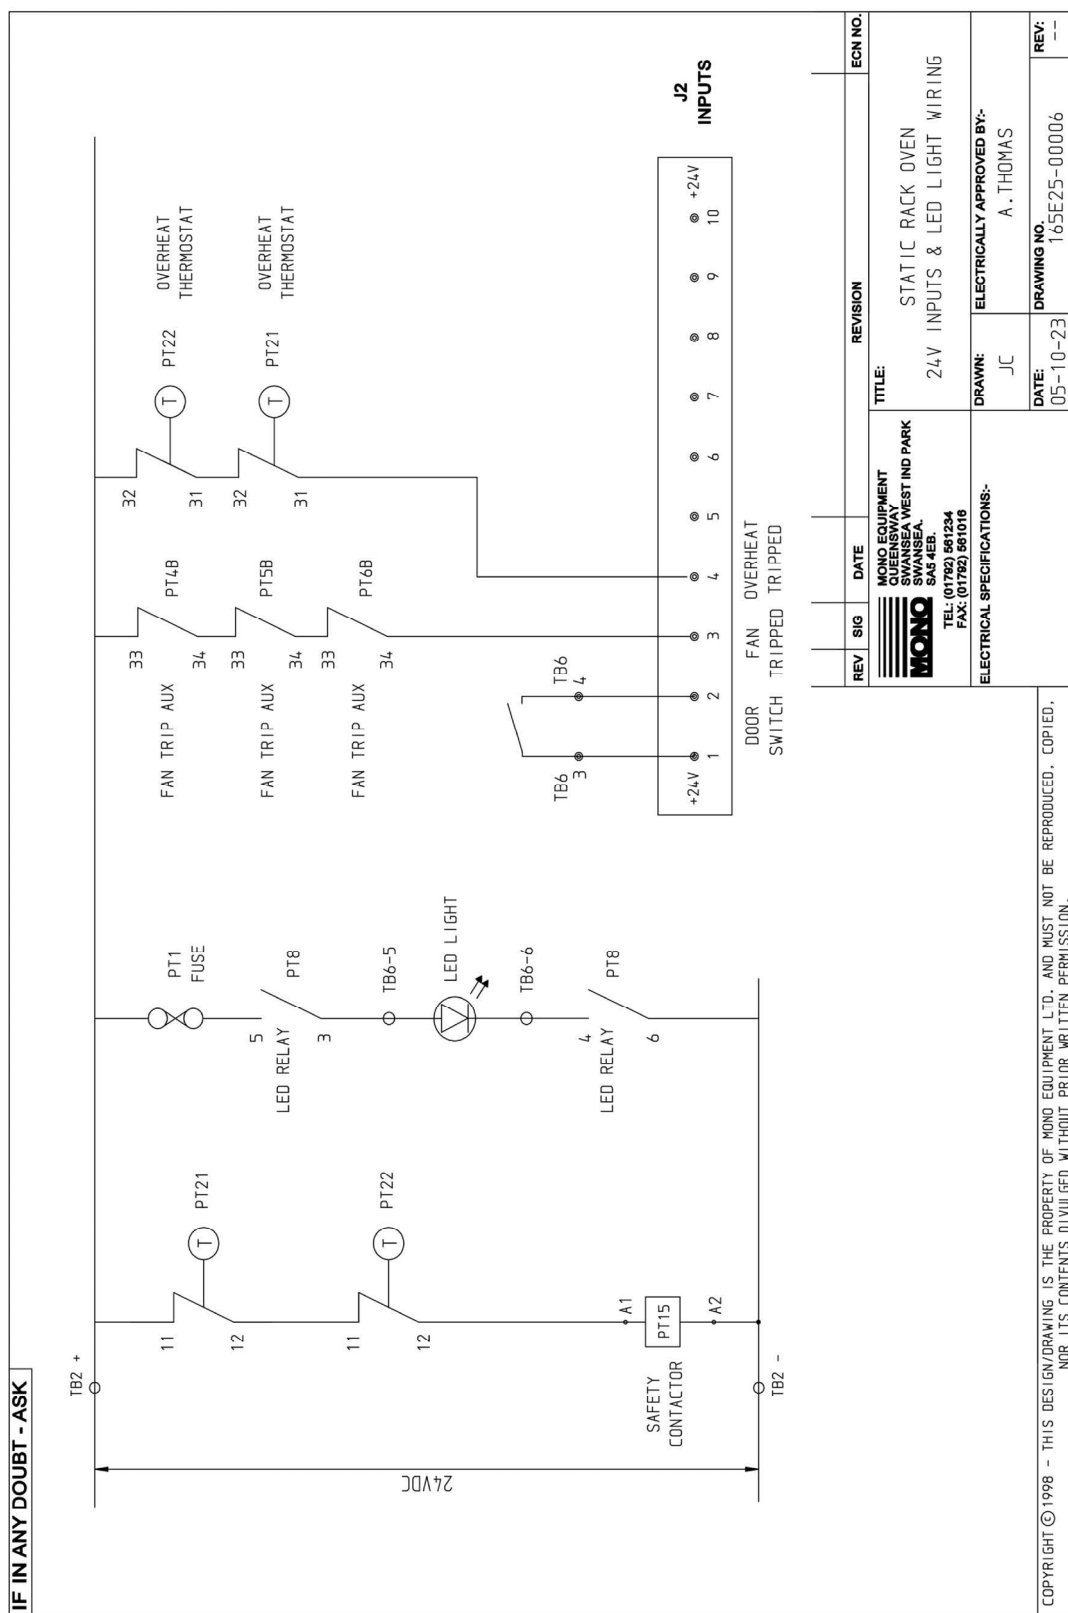 IF IN ANY DOUBT - ASK
TB2 +
24VDC
TB2 -
11
12
PT21
T
11
12
PT22
T
SAFETY
CONTACTOR
A1
PT15
A2
PT1
FUSE
5
3
LED RELAY
PT8
TB6-5
LED LIGHT
TB6-6
4
6
LED RELAY
PT8
FAN TRIP AUX
33
34
PT4B
FAN TRIP AUX
33
34
PT5B
FAN TRIP AUX
33
34
PT6B
32
31
T
PT22
OVERHEAT
THERMOSTAT
32
31
T
PT21
OVERHEAT
THERMOSTAT
TB6
3
TB6
4
J2
INPUTS
+24V
1 2 3 4 5 6 7 8 9 10
+24V
DOOR FAN OVERHEAT
SWITCH TRIPPED TRIPPED
REV SIG DATE REVISION ECN NO.
MONO
MONO EQUIPMENT
QUEENSWAY
SWANSEA WEST IND PARK
SWANSEA.
SA5 4EB.
TEL: (01792) 561234
FAX: (01792) 561016
TITLE:
STATIC RACK OVEN
24V INPUTS & LED LIGHT WIRING
ELECTRICAL SPECIFICATIONS:-
DRAWN:
JC
ELECTRICALLY APPROVED BY:-
A.THOMAS
DATE:
05-10-23
DRAWING NO.
165E25-00006
REV:
--
COPYRIGHT © 1998 - THIS DESIGN/DRAWING IS THE PROPERTY OF MONO EQUIPMENT LTD. AND MUST NOT BE REPRODUCED, COPIED,
NOR ITS CONTENTS DIVULGED WITHOUT PRIOR WRITTEN PERMISSION.